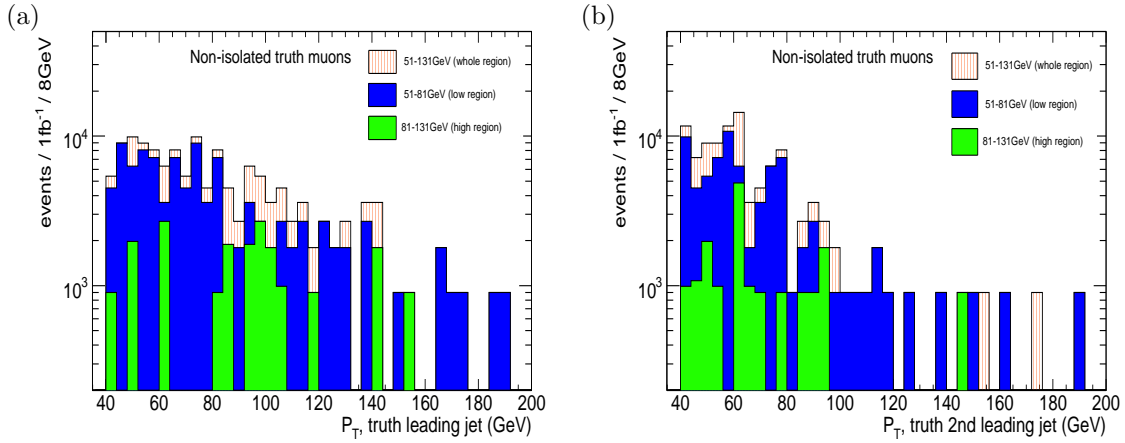 (a)
Non-isolated truth muons
51-131GeV (whole region)
51-81GeV (low region)
81-131GeV (high region)
events / 1fb⁻¹ / 8GeV
10⁴
10³
40 60 80 100 120 140 160 180 200
P_T, truth leading jet (GeV)
(b)
Non-isolated truth muons
51-131GeV (whole region)
51-81GeV (low region)
81-131GeV (high region)
events / 1fb⁻¹ / 8GeV
10⁴
10³
40 60 80 100 120 140 160 180 200
P_T, truth 2nd leading jet (GeV)